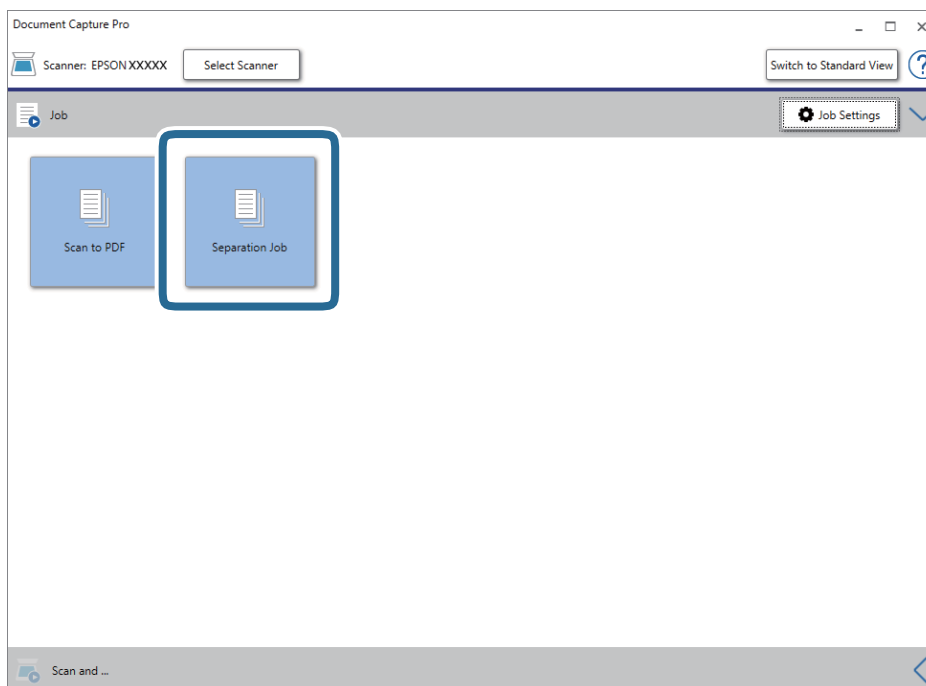 Document Capture Pro
Scanner: EPSON XXXXX Select Scanner Switch to Standard View ?
Job Job Settings
Scan to PDF Separation Job
Scan and ...